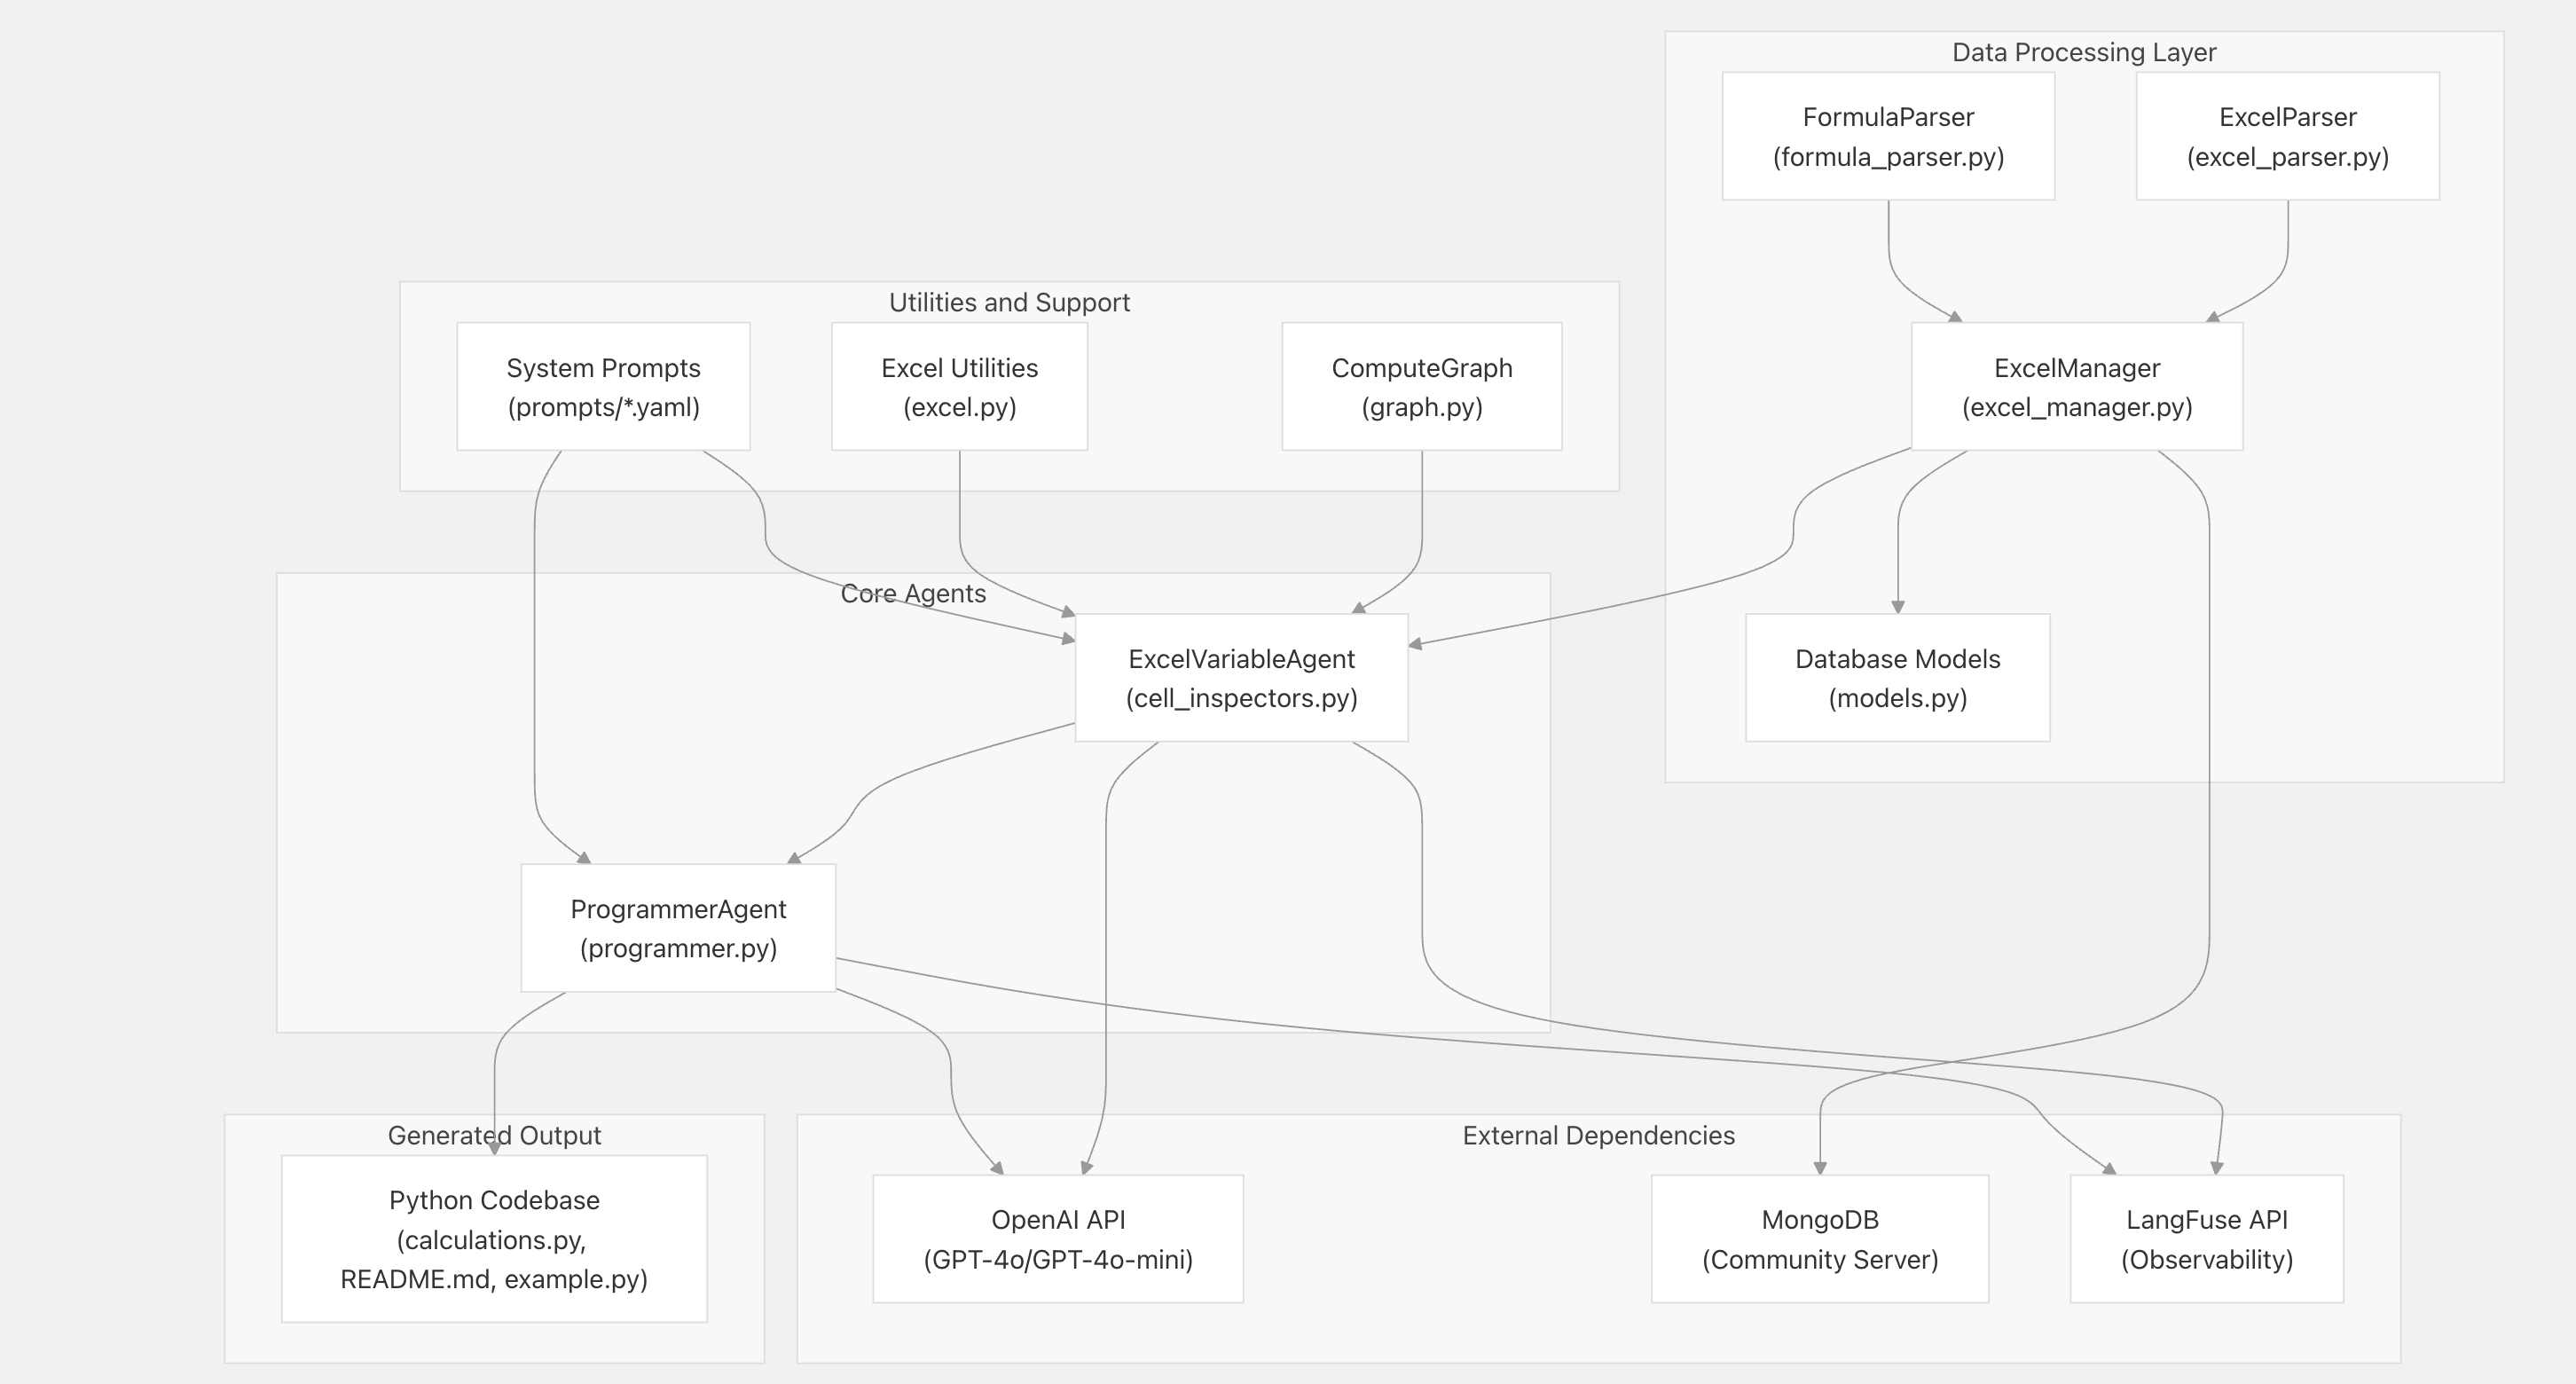 Data Processing Layer
FormulaParser
(formula_parser.py)
ExcelParser
(excel_parser.py)
Utilities and Support
System Prompts
(prompts/*.yaml)
Excel Utilities
(excel.py)
ComputeGraph
(graph.py)
ExcelManager
(excel_manager.py)
Core Agents
ExcelVariableAgent
(cell_inspectors.py)
Database Models
(models.py)
ProgrammerAgent
(programmer.py)
Generated Output
Python Codebase
(calculations.py,
README.md, example.py)
External Dependencies
OpenAI API
(GPT-4o/GPT-4o-mini)
MongoDB
(Community Server)
LangFuse API
(Observability)